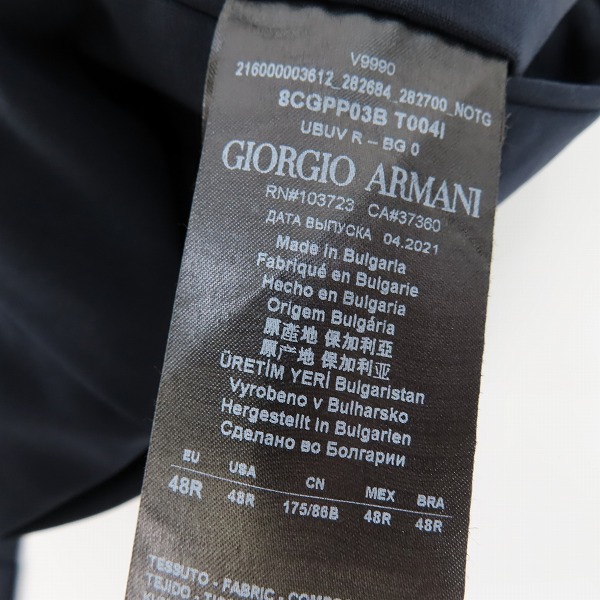 V9990
216000003612_282684_282700_NOTG
8CGPP03B T004I
UBUV R – BG 0
GIORGIO ARMANI
RN#103723 CA#37360
ДАТА ВЫПУСКА 04.2021
Made in Bulgaria
Fabriqué en Bulgarie
Hecho en Bulgaria
Origem Bulgária
原產地 保加利亞
原产地 保加利亚
ÜRETİM YERİ Bulgaristan
Vyrobeno v Bulharsko
Hergestellt in Bulgarien
Сделано во Болгарии
EU USA CN MEX BRA
48R 48R 175/86B 48R 48R
TESSUTO - FABRIC -